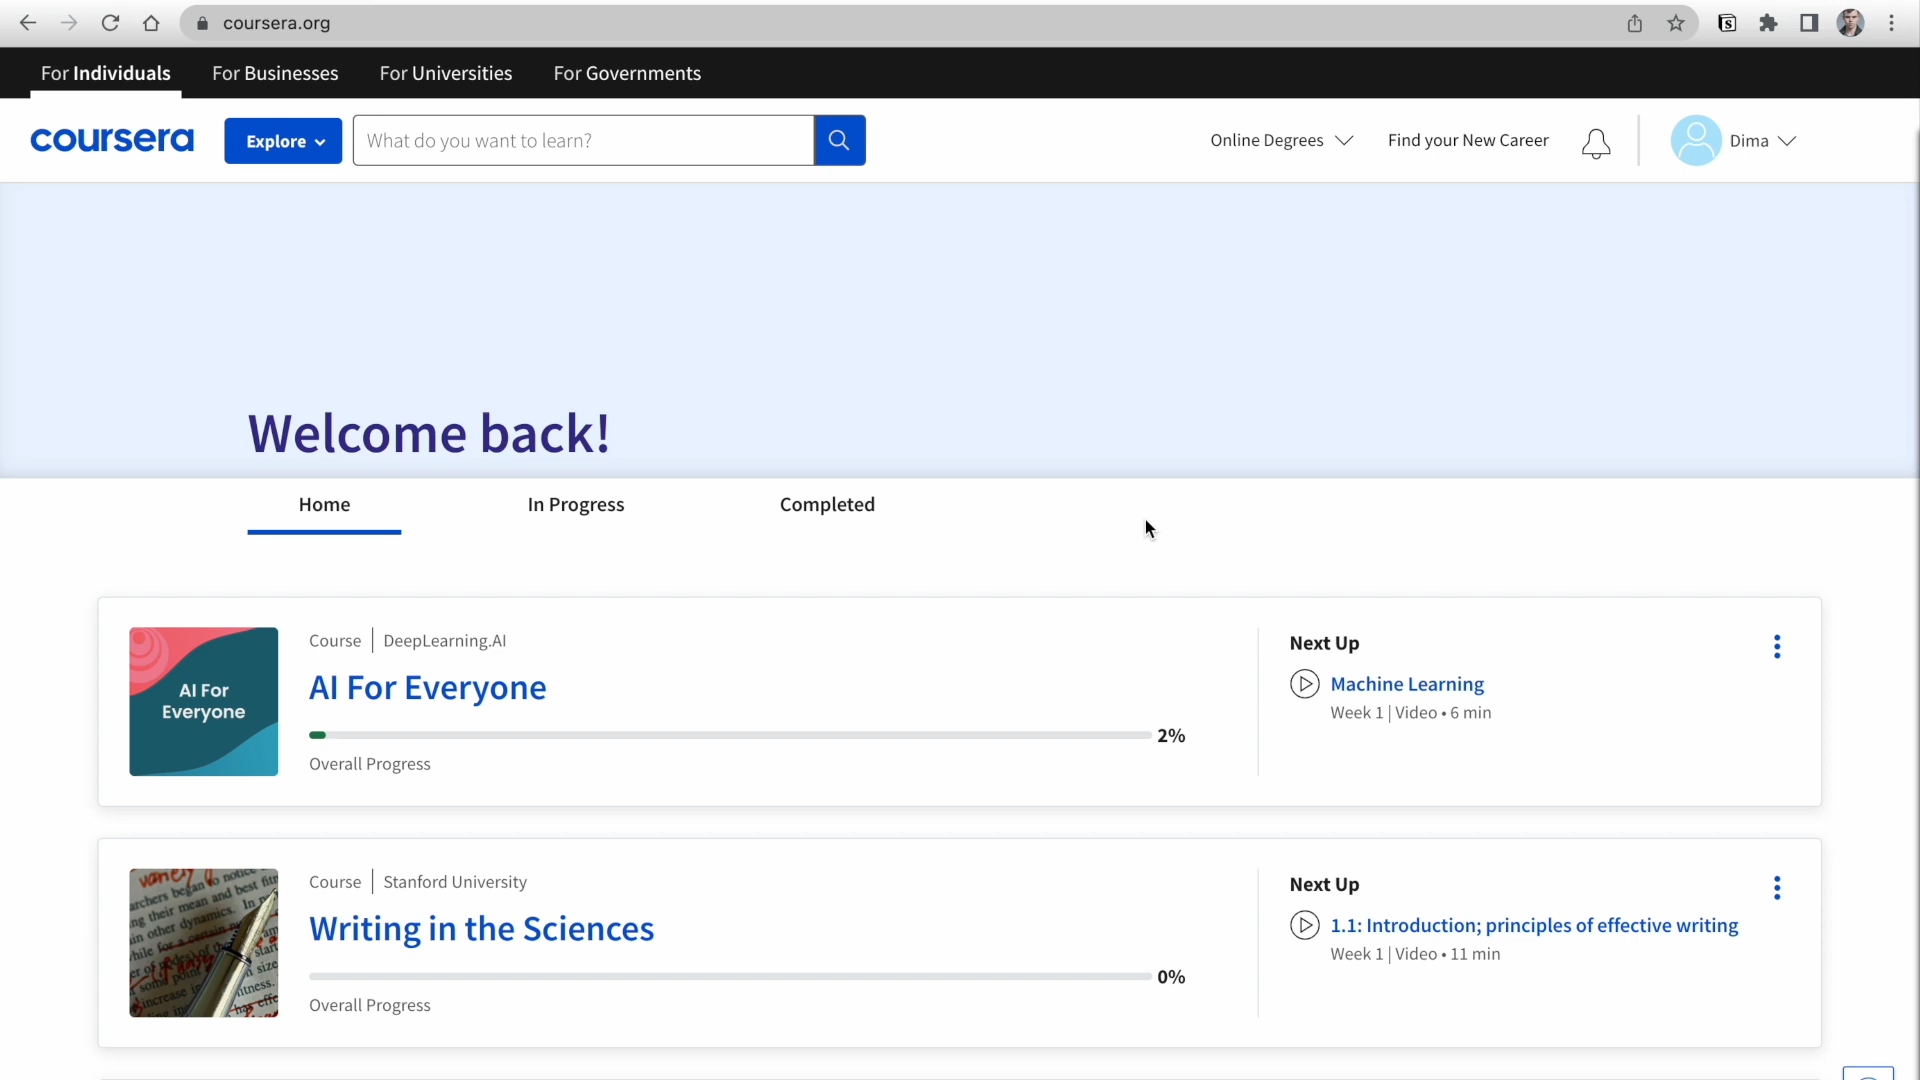 coursera.org
For Individuals
For Businesses
For Universities
For Governments
coursera
Explore
What do you want to learn?
Online Degrees
Find your New Career
Dima
Welcome back!
Home
In Progress
Completed
AI For
Everyone
Course | DeepLearning.AI
AI For Everyone
2%
Overall Progress
Next Up
Machine Learning
Week 1 | Video • 6 min
Course | Stanford University
Writing in the Sciences
0%
Overall Progress
Next Up
1.1: Introduction; principles of effective writing
Week 1 | Video • 11 min